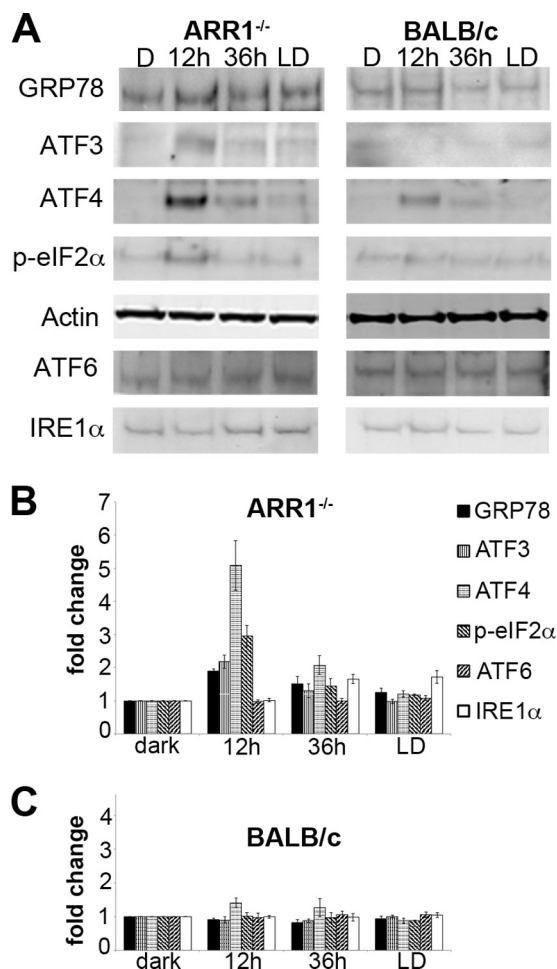 A
ARR1-/- BALB/c
D 12h 36h LD D 12h 36h LD
GRP78
ATF3
ATF4
p-eIF2α
Actin
ATF6
IRE1α
B
ARR1-/-
fold change
7
6
5
4
3
2
1
0
dark 12h 36h LD
GRP78
ATF3
ATF4
p-eIF2α
ATF6
IRE1α
C
BALB/c
fold change
4
3
2
1
0
dark 12h 36h LD